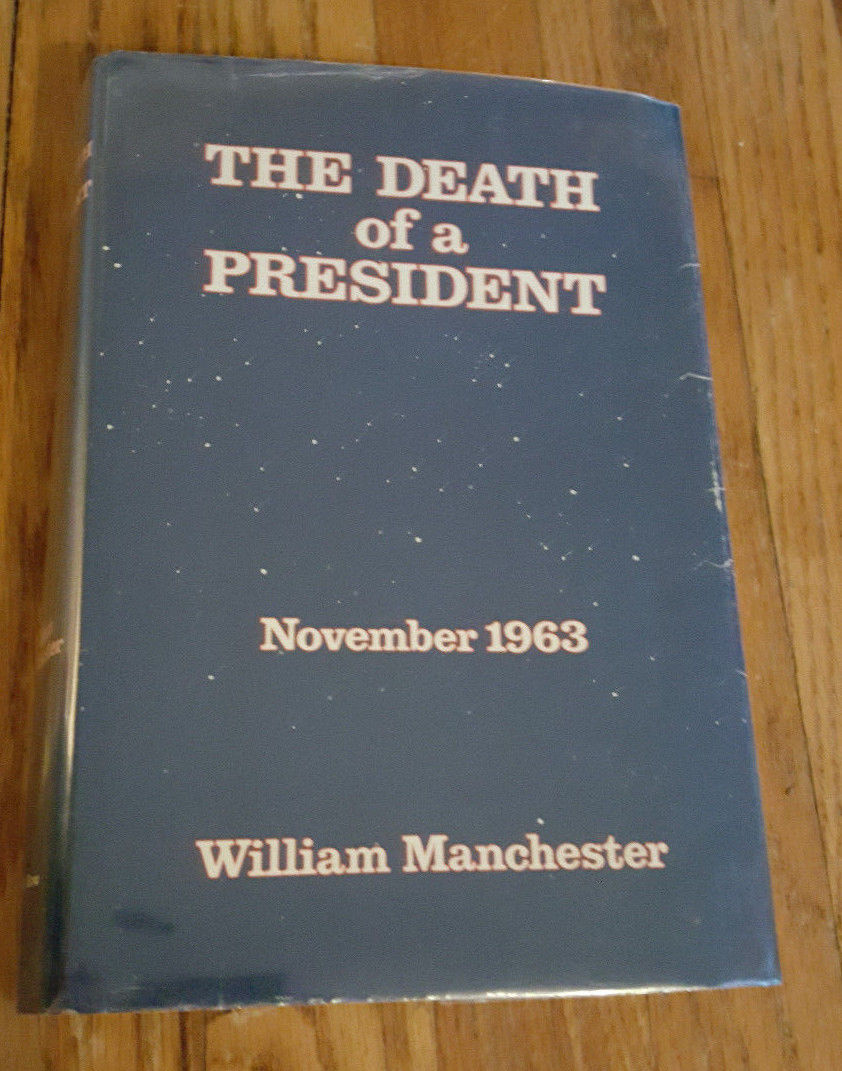 THE DEATH
of a
PRESIDENT
November 1963
William Manchester